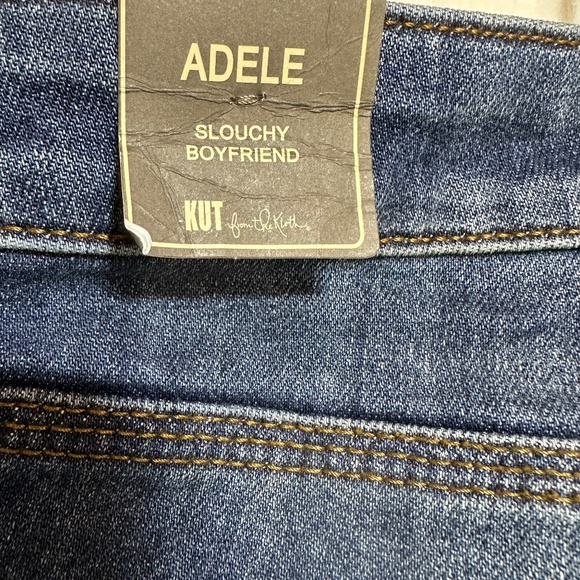 ADELE
SLOUCHY
BOYFRIEND
KUT from the Kloth